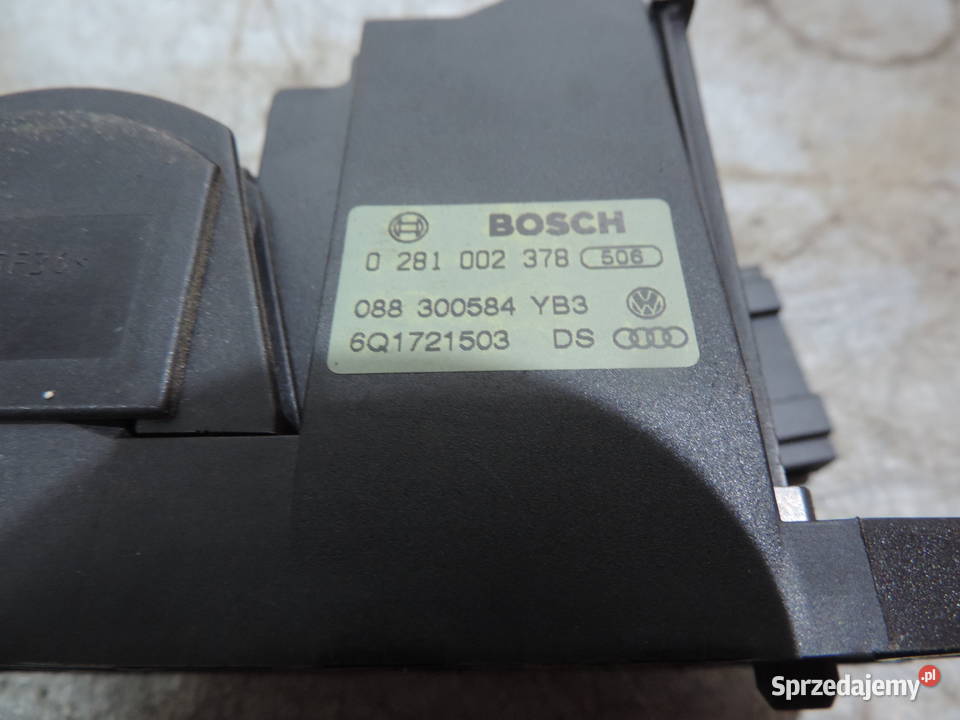 BOSCH
0 281 002 378 506
088 300584 YB3
6Q1721503 DS
Sprzedajemy.pl